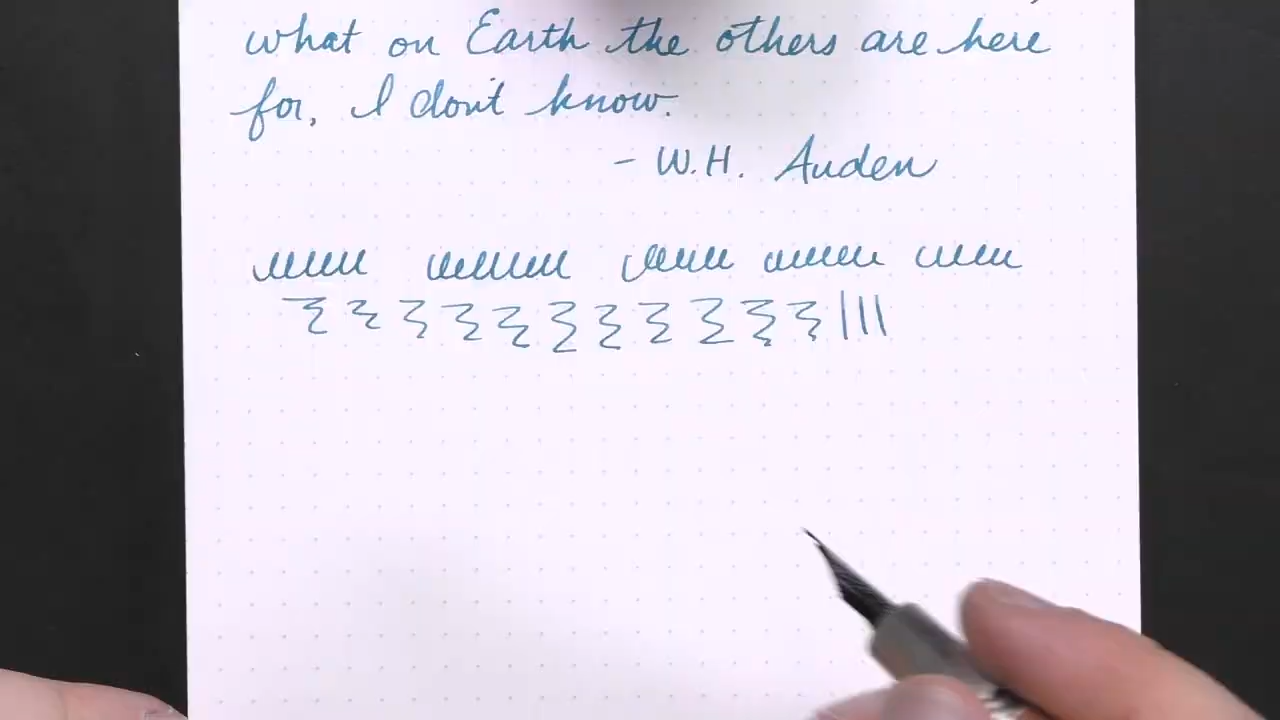 what on Earth the others are here
for, I don't know.
- W.H. Auden